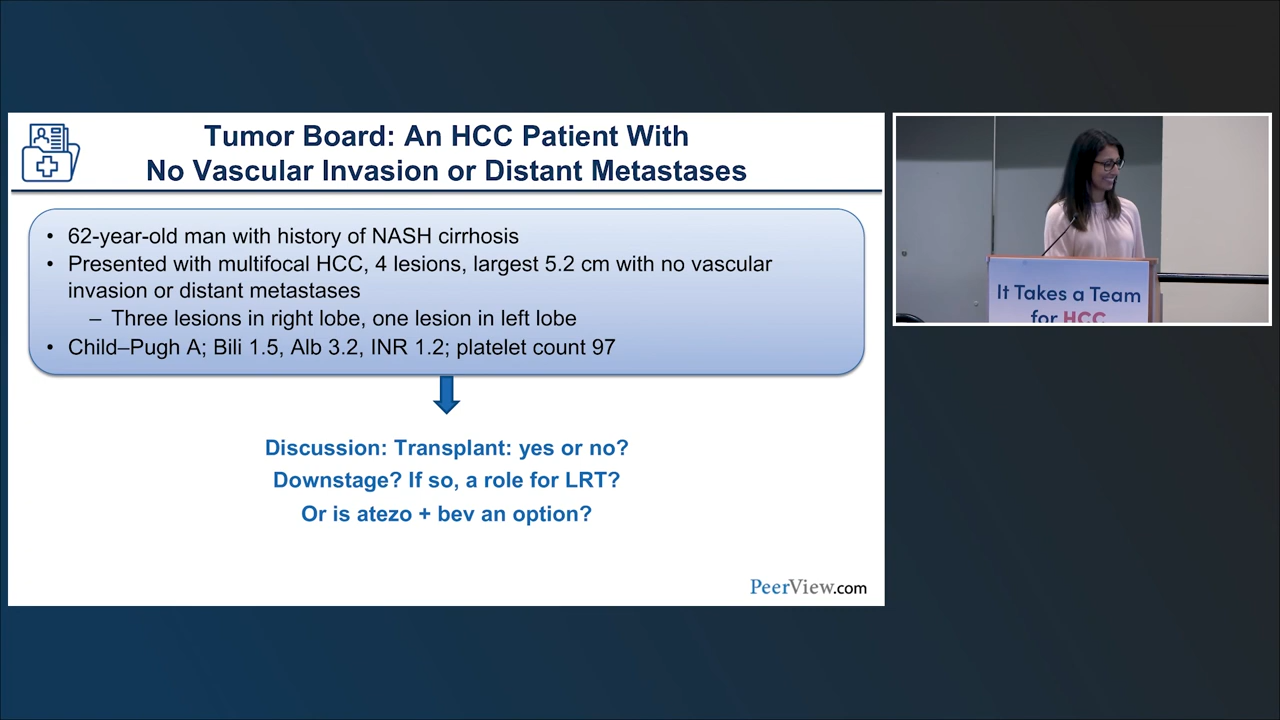 Tumor Board: An HCC Patient With
No Vascular Invasion or Distant Metastases
• 62-year-old man with history of NASH cirrhosis
• Presented with multifocal HCC, 4 lesions, largest 5.2 cm with no vascular
invasion or distant metastases
– Three lesions in right lobe, one lesion in left lobe
• Child–Pugh A; Bili 1.5, Alb 3.2, INR 1.2; platelet count 97
Discussion: Transplant: yes or no?
Downstage? If so, a role for LRT?
Or is atezo + bev an option?
PeerView.com
It Takes a Team
for HCC